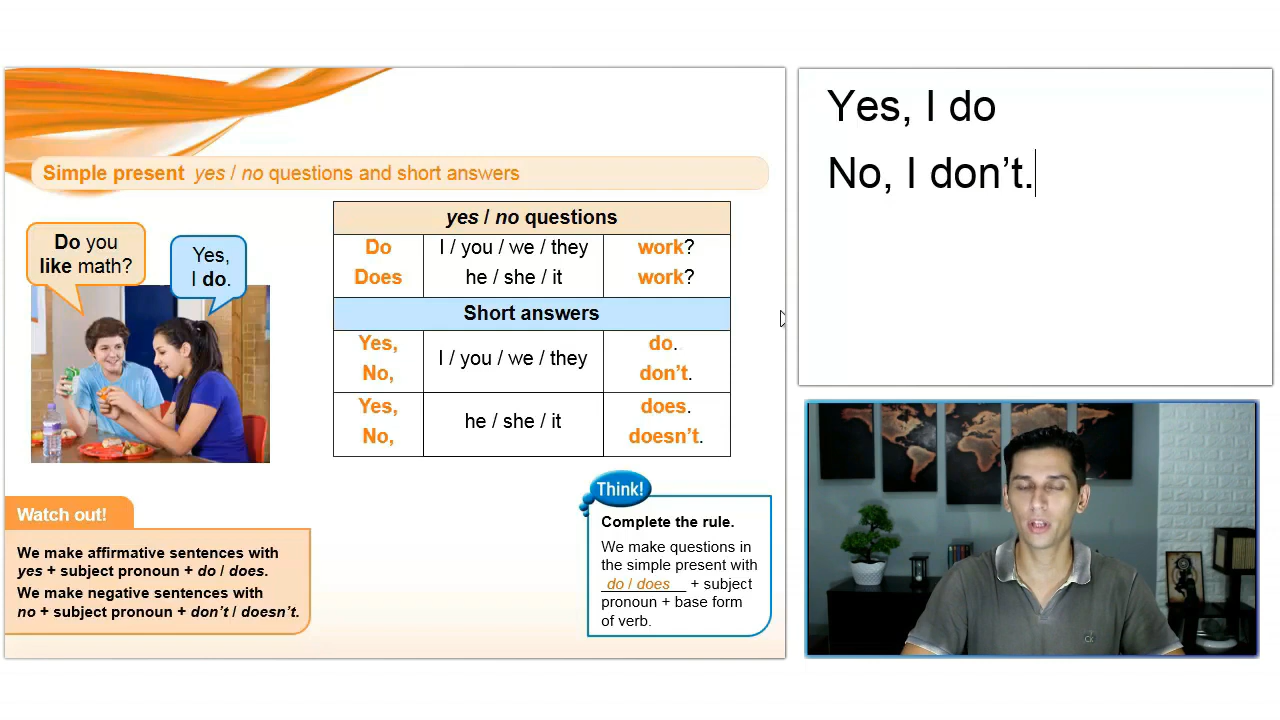 Simple present yes / no questions and short answers
Do you
like math?
Yes,
I do.
yes / no questions
Do I / you / we / they work?
Does he / she / it work?
Short answers
Yes, do.
I / you / we / they
No, don't.
Yes, does.
he / she / it
No, doesn't.
Watch out!
We make affirmative sentences with
yes + subject pronoun + do / does.
We make negative sentences with
no + subject pronoun + don't / doesn't.
Think!
Complete the rule.
We make questions in
the simple present with
do / does + subject
pronoun + base form
of verb.
Yes, I do
No, I don’t.
ck